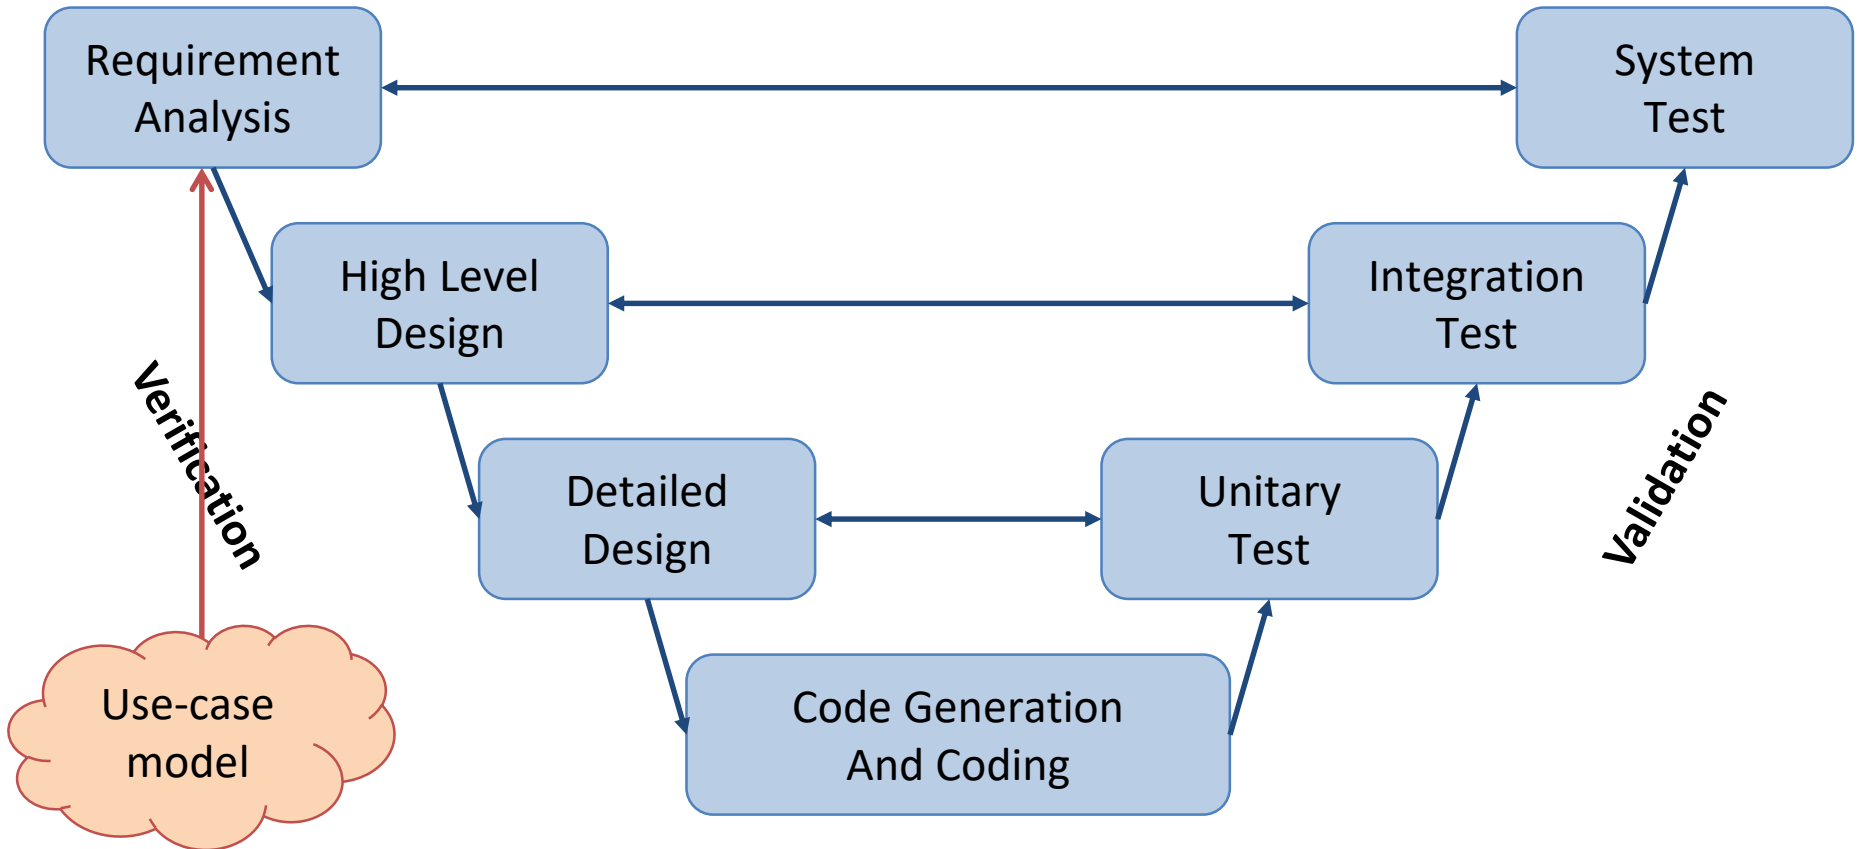 Requirement
Analysis
System
Test
High Level
Design
Integration
Test
Verification
Validation
Detailed
Design
Unitary
Test
Use-case
model
Code Generation
And Coding